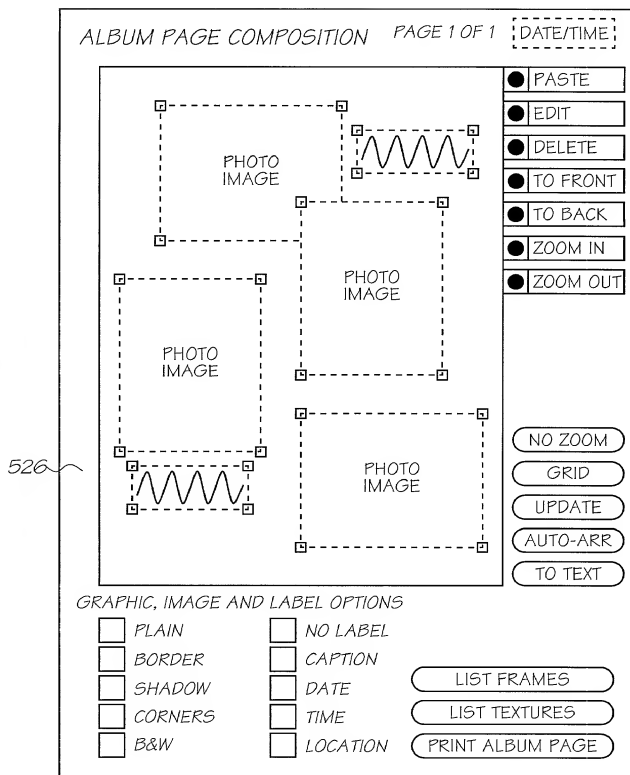 ALBUM PAGE COMPOSITION
PAGE 1 OF 1
DATE/TIME
PASTE
EDIT
DELETE
TO FRONT
TO BACK
ZOOM IN
ZOOM OUT
PHOTO
IMAGE
PHOTO
IMAGE
PHOTO
IMAGE
PHOTO
IMAGE
526
NO ZOOM
GRID
UPDATE
AUTO-ARR
TO TEXT
GRAPHIC, IMAGE AND LABEL OPTIONS
PLAIN
BORDER
SHADOW
CORNERS
B&W
NO LABEL
CAPTION
DATE
TIME
LOCATION
LIST FRAMES
LIST TEXTURES
PRINT ALBUM PAGE